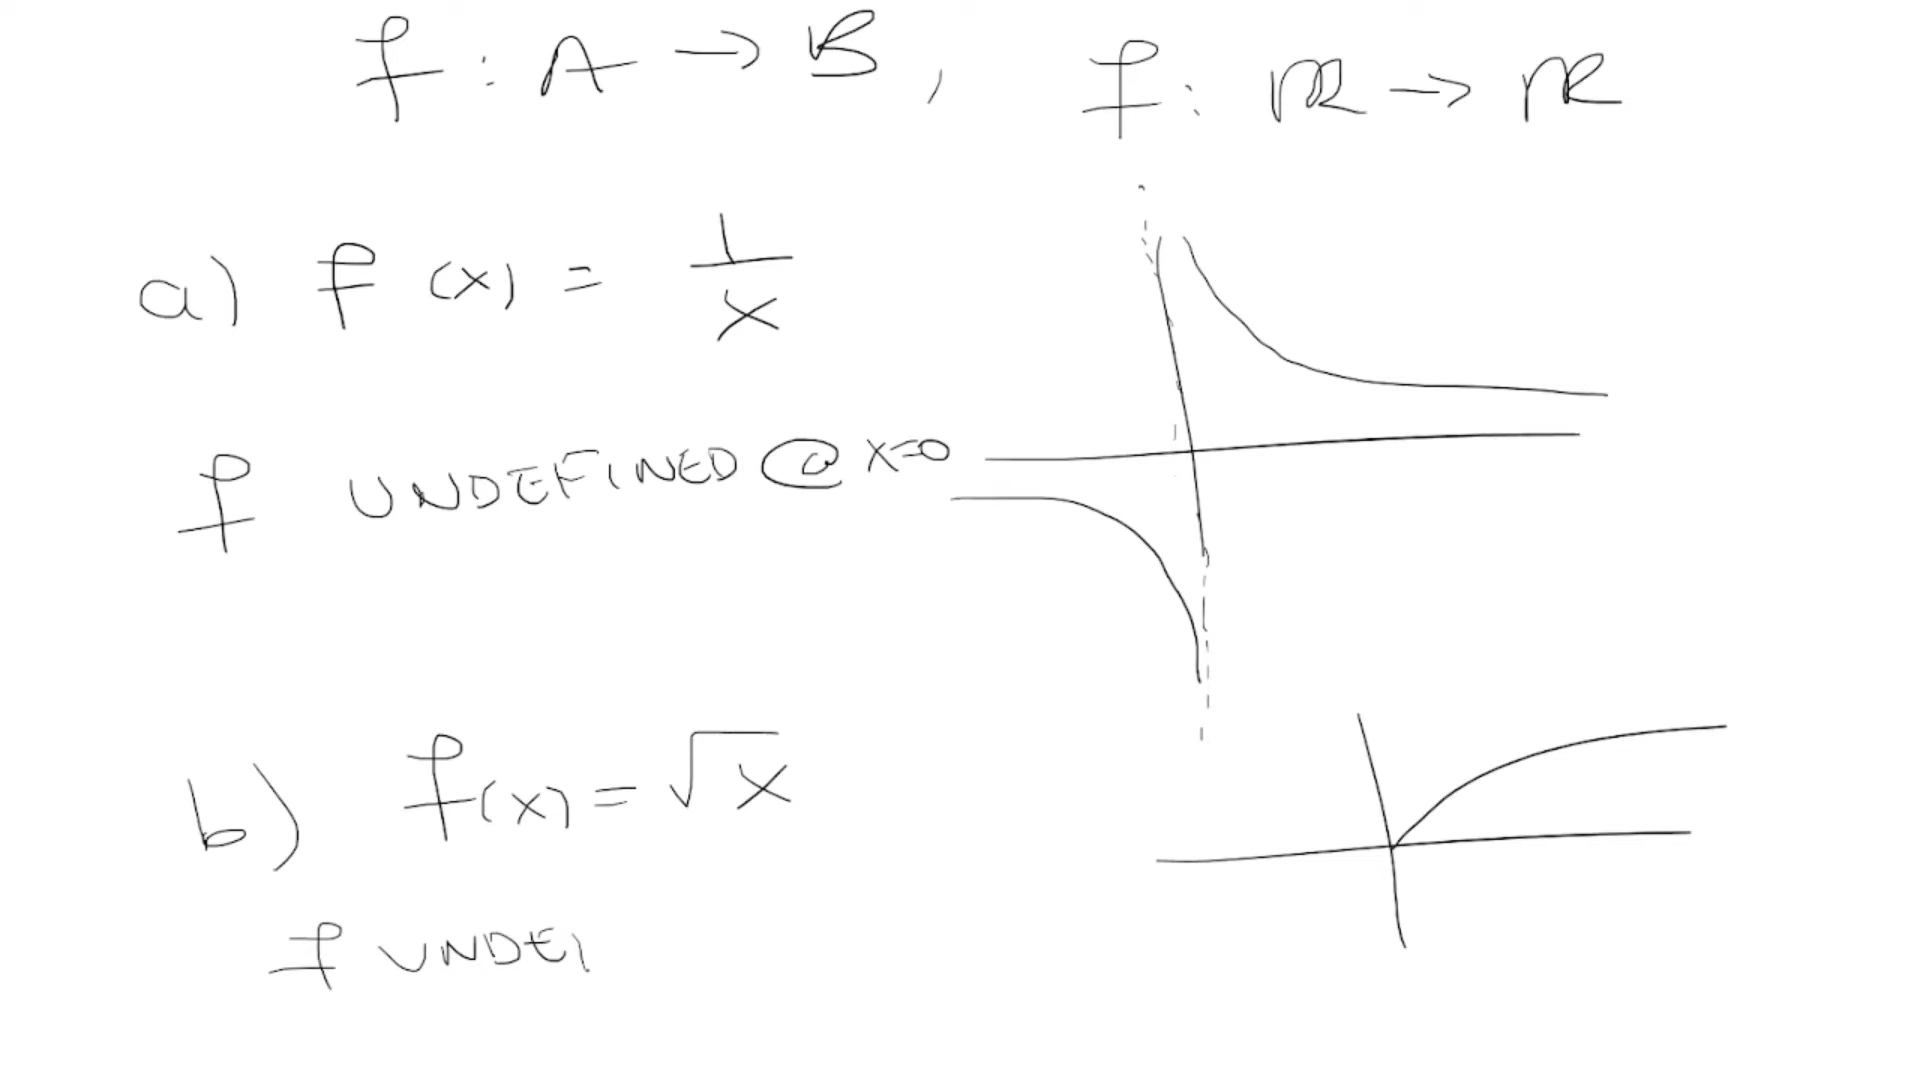 f : A → B , f : ℝ → ℝ
a) f (x) = 1/x
f UNDEFINED @ x=0
b) f(x) = √x
f UNDE